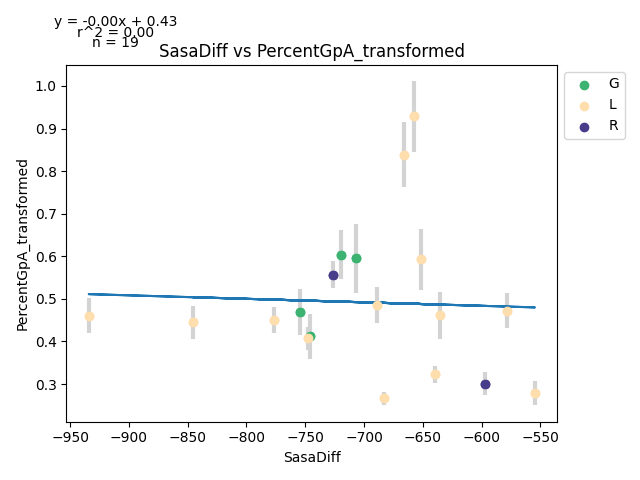 y = -0.00x + 0.43
r^2 = 0.00
n = 19
SasaDiff vs PercentGpA_transformed
G
L
R
PercentGpA_transformed
1.0
0.9
0.8
0.7
0.6
0.5
0.4
0.3
−950 −900 −850 −800 −750 −700 −650 −600 −550
SasaDiff